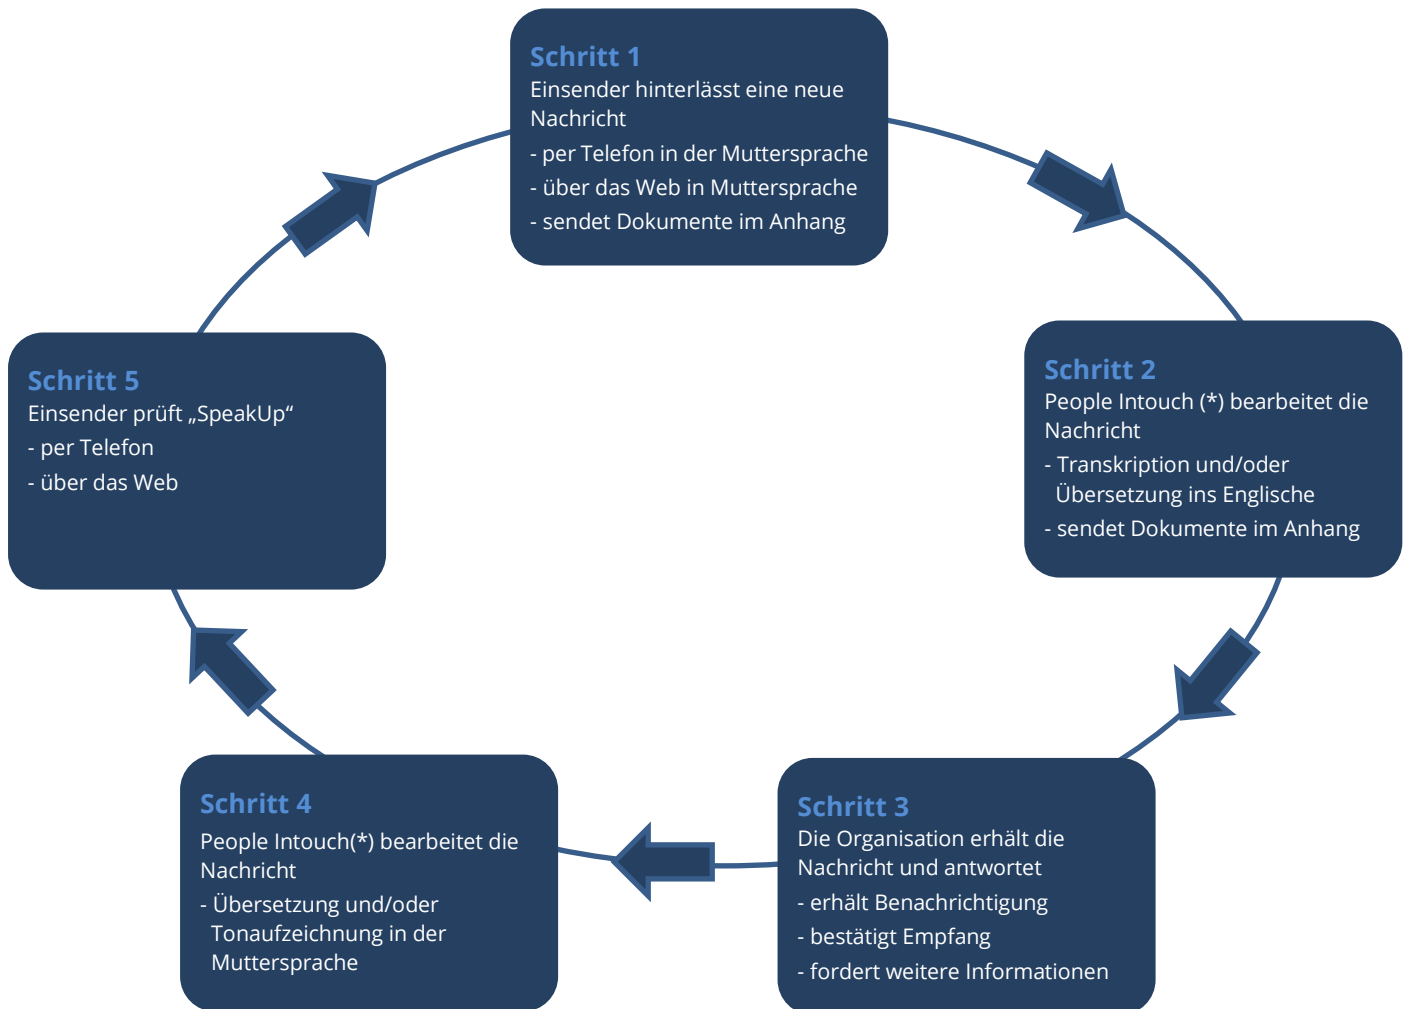 Schritt 1
Einsender hinterlässt eine neue
Nachricht
- per Telefon in der Muttersprache
- über das Web in Muttersprache
- sendet Dokumente im Anhang
Schritt 2
People Intouch (*) bearbeitet die
Nachricht
- Transkription und/oder
Übersetzung ins Englische
- sendet Dokumente im Anhang
Schritt 3
Die Organisation erhält die
Nachricht und antwortet
- erhält Benachrichtigung
- bestätigt Empfang
- fordert weitere Informationen
Schritt 4
People Intouch(*) bearbeitet die
Nachricht
- Übersetzung und/oder
Tonaufzeichnung in der
Muttersprache
Schritt 5
Einsender prüft „SpeakUp“
- per Telefon
- über das Web